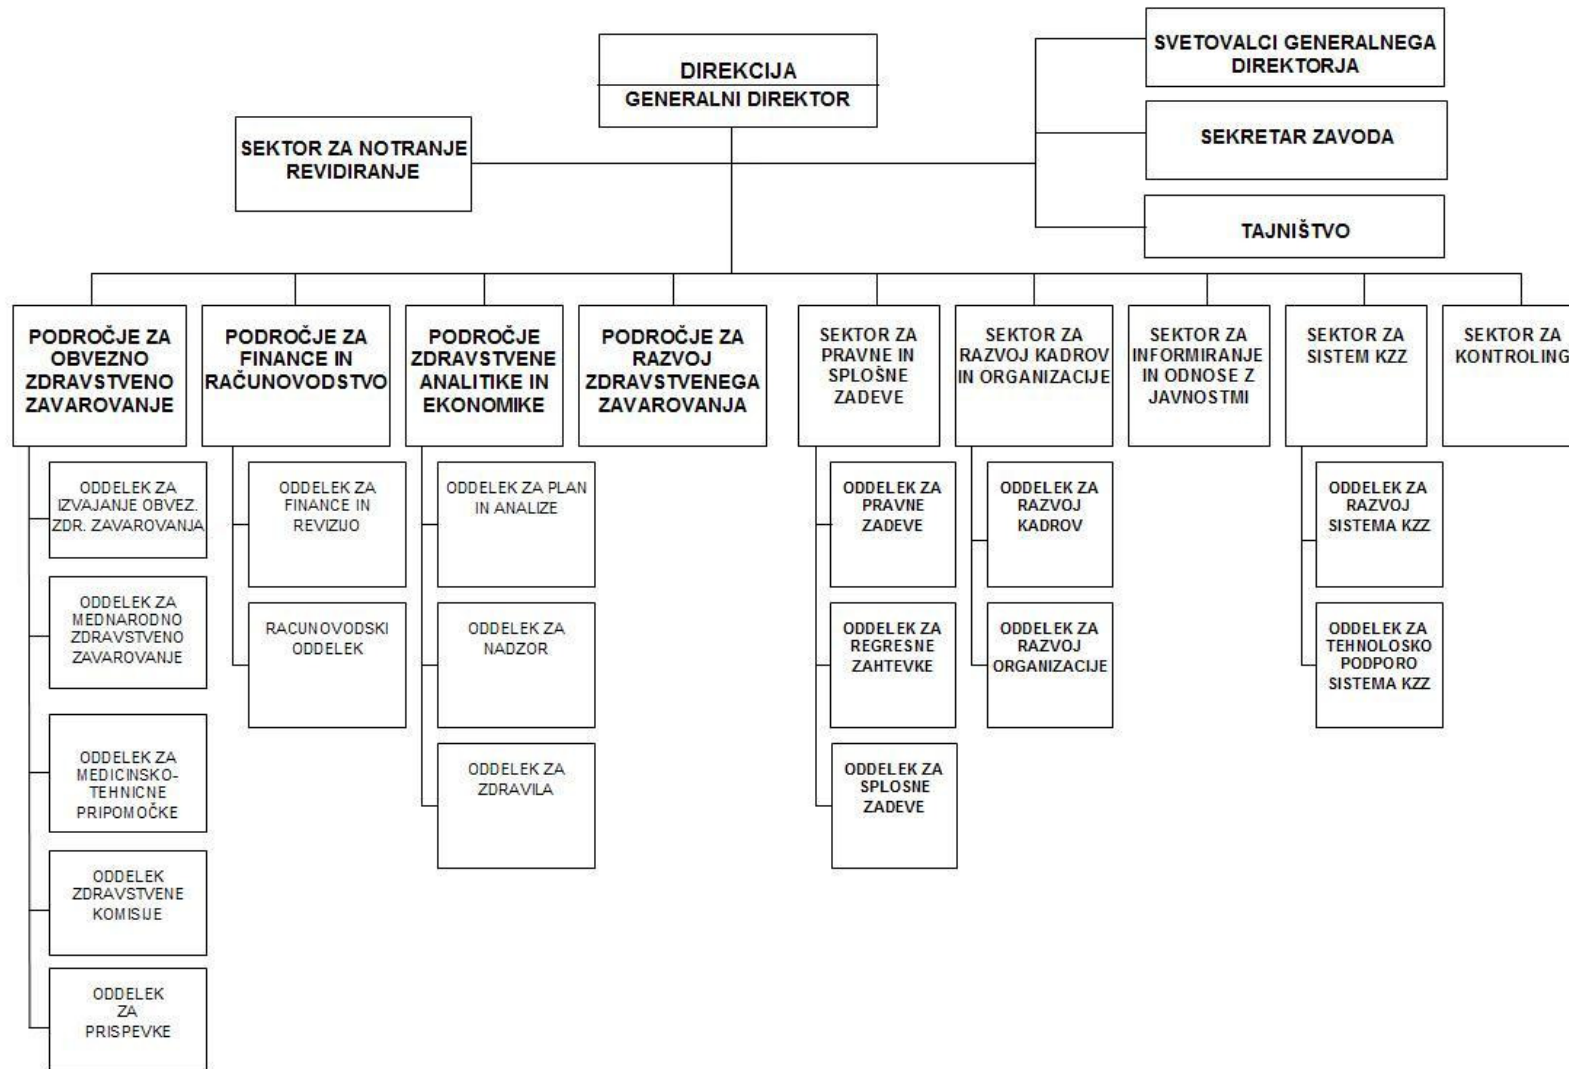 DIREKCIJA
GENERALNI DIREKTOR
SVETOVALCI GENERALNEGA
DIREKTORJA
SEKRETAR ZAVODA
TAJNIŠTVO
SEKTOR ZA NOTRANJE
REVIDIRANJE
PODROČJE ZA
OBVEZNO
ZDRAVSTVENO
ZAVAROVANJE
PODROČJE ZA
FINANCE IN
RAČUNOVODSTVO
PODROČJE
ZDRAVSTVENE
ANALITIKE IN
EKONOMIKE
PODROČJE ZA
RAZVOJ
ZDRAVSTVENEGA
ZAVAROVANJA
SEKTOR ZA
PRAVNE IN
SPLOŠNE
ZADEVE
SEKTOR ZA
RAZVOJ KADROV
IN ORGANIZACIJE
SEKTOR ZA
INFORMIRANJE
IN ODNOSE Z
JAVNOSTMI
SEKTOR ZA
SISTEM KZZ
SEKTOR ZA
KONTROLING
ODDELEK ZA
IZVAJANJE OBVEZ.
ZDR. ZAVAROVANJA
ODDELEK ZA
MEDNARODNO
ZDRAVSTVENO
ZAVAROVANJE
ODDELEK ZA
MEDICINSKO-
TEHNICNE
PRIPOMOČKE
ODDELEK
ZDRAVSTVENE
KOMISIJE
ODDELEK
ZA
PRISPEVKE
ODDELEK ZA
FINANCE IN
REVIZIJO
RACUNOVODSKI
ODDELEK
ODDELEK ZA PLAN
IN ANALIZE
ODDELEK ZA
NADZOR
ODDELEK ZA
ZDRAVILA
ODDELEK ZA
PRAVNE
ZADEVE
ODDELEK ZA
REGRESNE
ZAHTEVKE
ODDELEK ZA
SPLOSNE
ZADEVE
ODDELEK ZA
RAZVOJ
KADROV
ODDELEK ZA
RAZVOJ
ORGANIZACIJE
ODDELEK ZA
RAZVOJ
SISTEMA KZZ
ODDELEK ZA
TEHNOLOSKO
PODPORO
SISTEMA KZZ